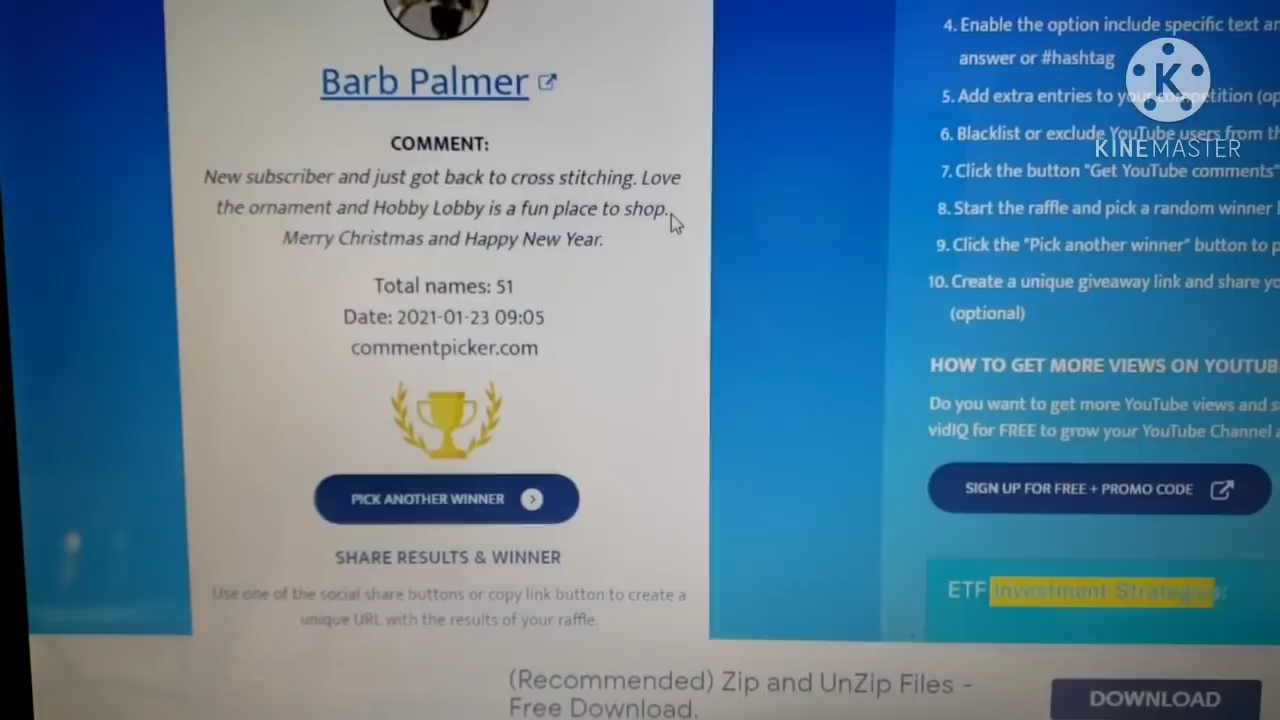 Barb Palmer
COMMENT:
New subscriber and just got back to cross stitching. Love
the ornament and Hobby Lobby is a fun place to shop.
Merry Christmas and Happy New Year.
Total names: 51
Date: 2021-01-23 09:05
commentpicker.com
PICK ANOTHER WINNER
SHARE RESULTS & WINNER
Use one of the social share buttons or copy link button to create a
unique URL with the results of your raffle.
4. Enable the option include specific text
answer or #hashtag
5. Add extra entries to your competition
6. Blacklist or exclude YouTube users from
7. Click the button "Get YouTube comments"
8. Start the raffle and pick a random winner
9. Click the "Pick another winner" button to
10. Create a unique giveaway link and share
(optional)
HOW TO GET MORE VIEWS ON
Do you want to get more YouTube views and
vidIQ for FREE to grow your YouTube Channel
SIGN UP FOR FREE + PROMO CODE
ETF Investment Strategies
(Recommended) Zip and UnZip Files -
Free Download.
DOWNLOAD
K
KINEMASTER